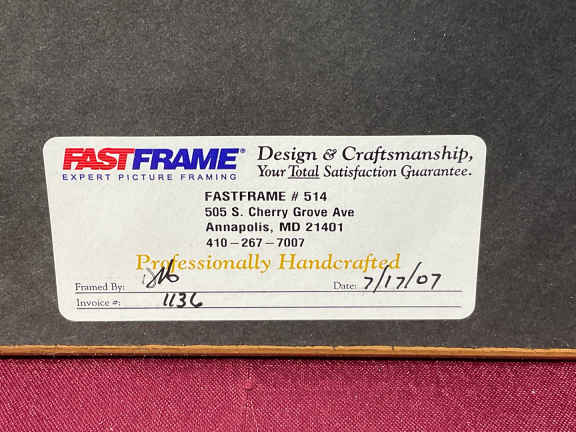 FASTFRAME®
EXPERT PICTURE FRAMING
Design & Craftsmanship,
Your Total Satisfaction Guarantee.
FASTFRAME # 514
505 S. Cherry Grove Ave
Annapolis, MD 21401
410-267-7007
Professionally Handcrafted
Framed By: Date: 7/17/07
Invoice #: 1136